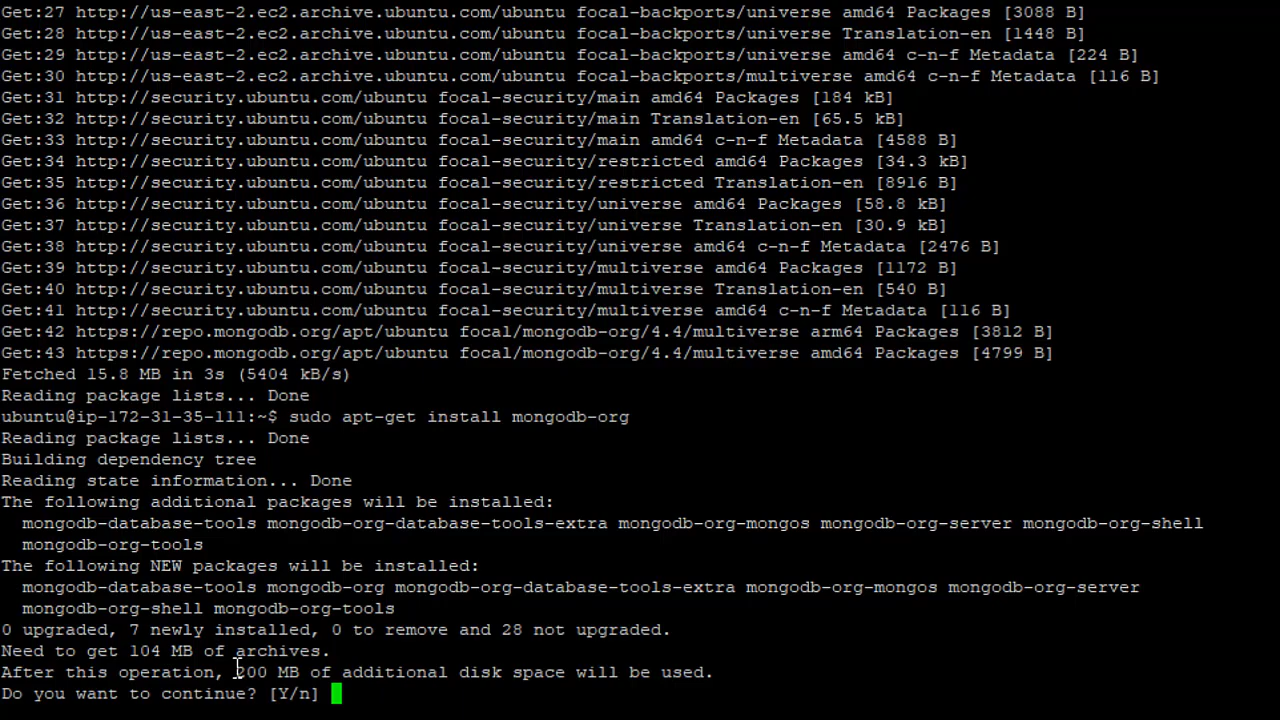 Get:27 http://us-east-2.ec2.archive.ubuntu.com/ubuntu focal-backports/universe amd64 Packages [3088 B]
Get:28 http://us-east-2.ec2.archive.ubuntu.com/ubuntu focal-backports/universe Translation-en [1448 B]
Get:29 http://us-east-2.ec2.archive.ubuntu.com/ubuntu focal-backports/universe amd64 c-n-f Metadata [224 B]
Get:30 http://us-east-2.ec2.archive.ubuntu.com/ubuntu focal-backports/multiverse amd64 c-n-f Metadata [116 B]
Get:31 http://security.ubuntu.com/ubuntu focal-security/main amd64 Packages [184 kB]
Get:32 http://security.ubuntu.com/ubuntu focal-security/main Translation-en [65.5 kB]
Get:33 http://security.ubuntu.com/ubuntu focal-security/main amd64 c-n-f Metadata [4588 B]
Get:34 http://security.ubuntu.com/ubuntu focal-security/restricted amd64 Packages [34.3 kB]
Get:35 http://security.ubuntu.com/ubuntu focal-security/restricted Translation-en [8916 B]
Get:36 http://security.ubuntu.com/ubuntu focal-security/universe amd64 Packages [58.8 kB]
Get:37 http://security.ubuntu.com/ubuntu focal-security/universe Translation-en [30.9 kB]
Get:38 http://security.ubuntu.com/ubuntu focal-security/universe amd64 c-n-f Metadata [2476 B]
Get:39 http://security.ubuntu.com/ubuntu focal-security/multiverse amd64 Packages [1172 B]
Get:40 http://security.ubuntu.com/ubuntu focal-security/multiverse Translation-en [540 B]
Get:41 http://security.ubuntu.com/ubuntu focal-security/multiverse amd64 c-n-f Metadata [116 B]
Get:42 https://repo.mongodb.org/apt/ubuntu focal/mongodb-org/4.4/multiverse arm64 Packages [3812 B]
Get:43 https://repo.mongodb.org/apt/ubuntu focal/mongodb-org/4.4/multiverse amd64 Packages [4799 B]
Fetched 15.8 MB in 3s (5404 kB/s)
Reading package lists... Done
ubuntu@ip-172-31-35-111:~$ sudo apt-get install mongodb-org
Reading package lists... Done
Building dependency tree
Reading state information... Done
The following additional packages will be installed:
mongodb-database-tools mongodb-org-database-tools-extra mongodb-org-mongos mongodb-org-server mongodb-org-shell
mongodb-org-tools
The following NEW packages will be installed:
mongodb-database-tools mongodb-org mongodb-org-database-tools-extra mongodb-org-mongos mongodb-org-server
mongodb-org-shell mongodb-org-tools
0 upgraded, 7 newly installed, 0 to remove and 28 not upgraded.
Need to get 104 MB of archives.
After this operation, 200 MB of additional disk space will be used.
Do you want to continue? [Y/n]